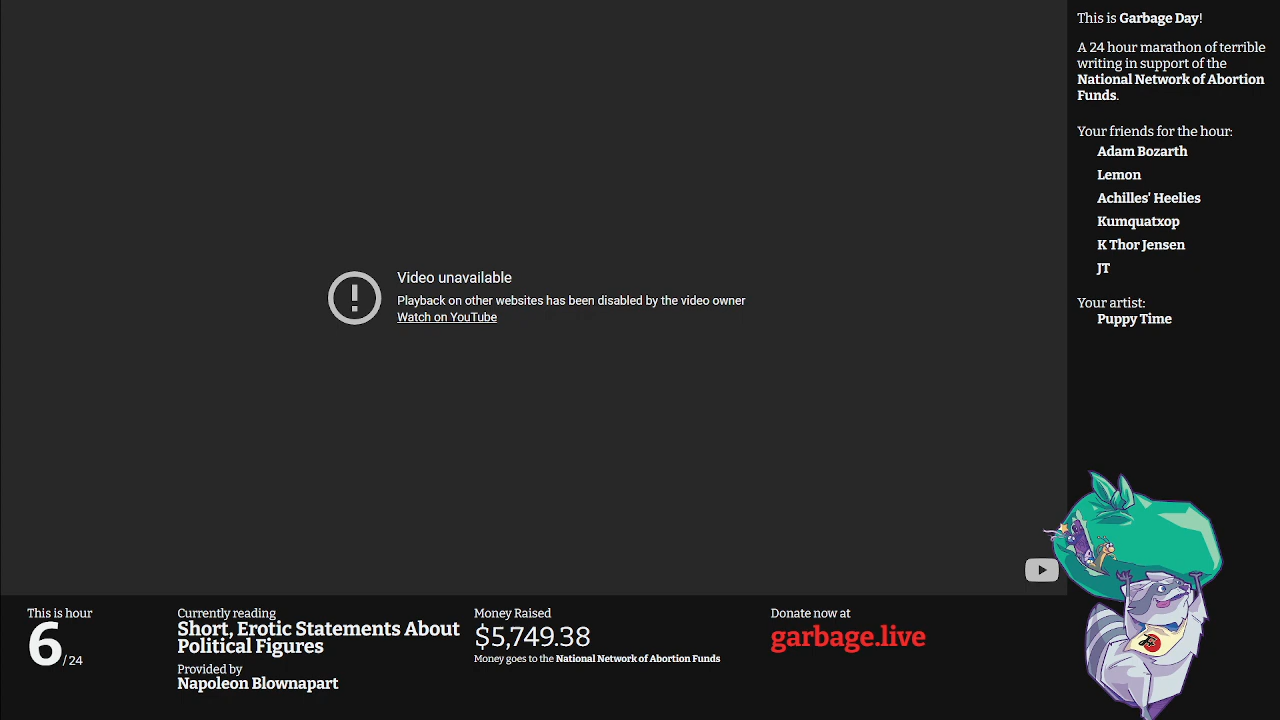 This is Garbage Day!
A 24 hour marathon of terrible
writing in support of the
National Network of Abortion
Funds.
Your friends for the hour:
Adam Bozarth
Lemon
Achilles' Heelies
Kumquatxop
K Thor Jensen
JT
Your artist:
Puppy Time
Video unavailable
Playback on other websites has been disabled by the video owner
Watch on YouTube
This is hour
6/24
Currently reading
Short, Erotic Statements About
Political Figures
Provided by
Napoleon Blownapart
Money Raised
$5,749.38
Money goes to the National Network of Abortion Funds
Donate now at
garbage.live